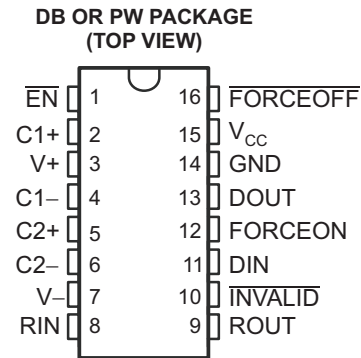 DB OR PW PACKAGE
(TOP VIEW)
EN 1 16 FORCEOFF
C1+ 2 15 VCC
V+ 3 14 GND
C1− 4 13 DOUT
C2+ 5 12 FORCEON
C2− 6 11 DIN
V− 7 10 INVALID
RIN 8 9 ROUT